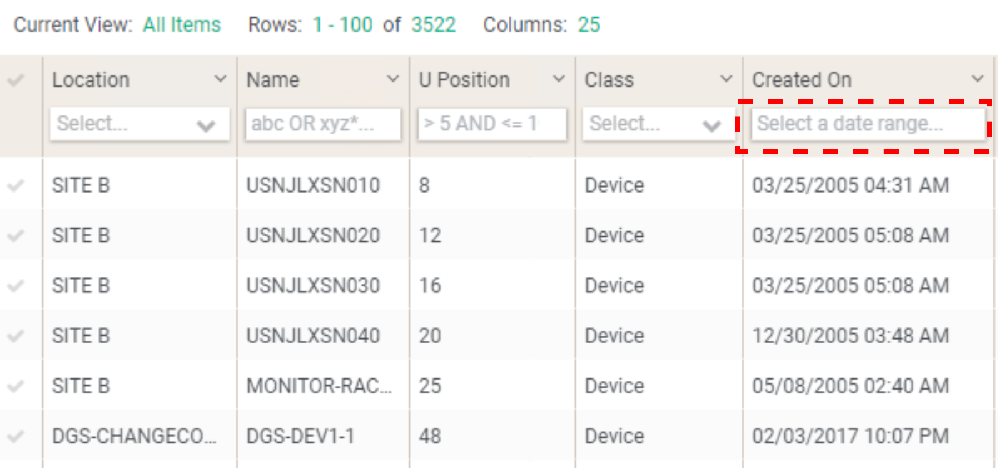 Current View: All Items Rows: 1 - 100 of 3522 Columns: 25
Location Name U Position Class Created On
Select... abc OR xyz*... > 5 AND <= 1 Select... Select a date range...
SITE B USNJLXSN010 8 Device 03/25/2005 04:31 AM
SITE B USNJLXSN020 12 Device 03/25/2005 05:08 AM
SITE B USNJLXSN030 16 Device 03/25/2005 05:08 AM
SITE B USNJLXSN040 20 Device 12/30/2005 03:48 AM
SITE B MONITOR-RAC... 25 Device 05/08/2005 02:40 AM
DGS-CHANGECO... DGS-DEV1-1 48 Device 02/03/2017 10:07 PM